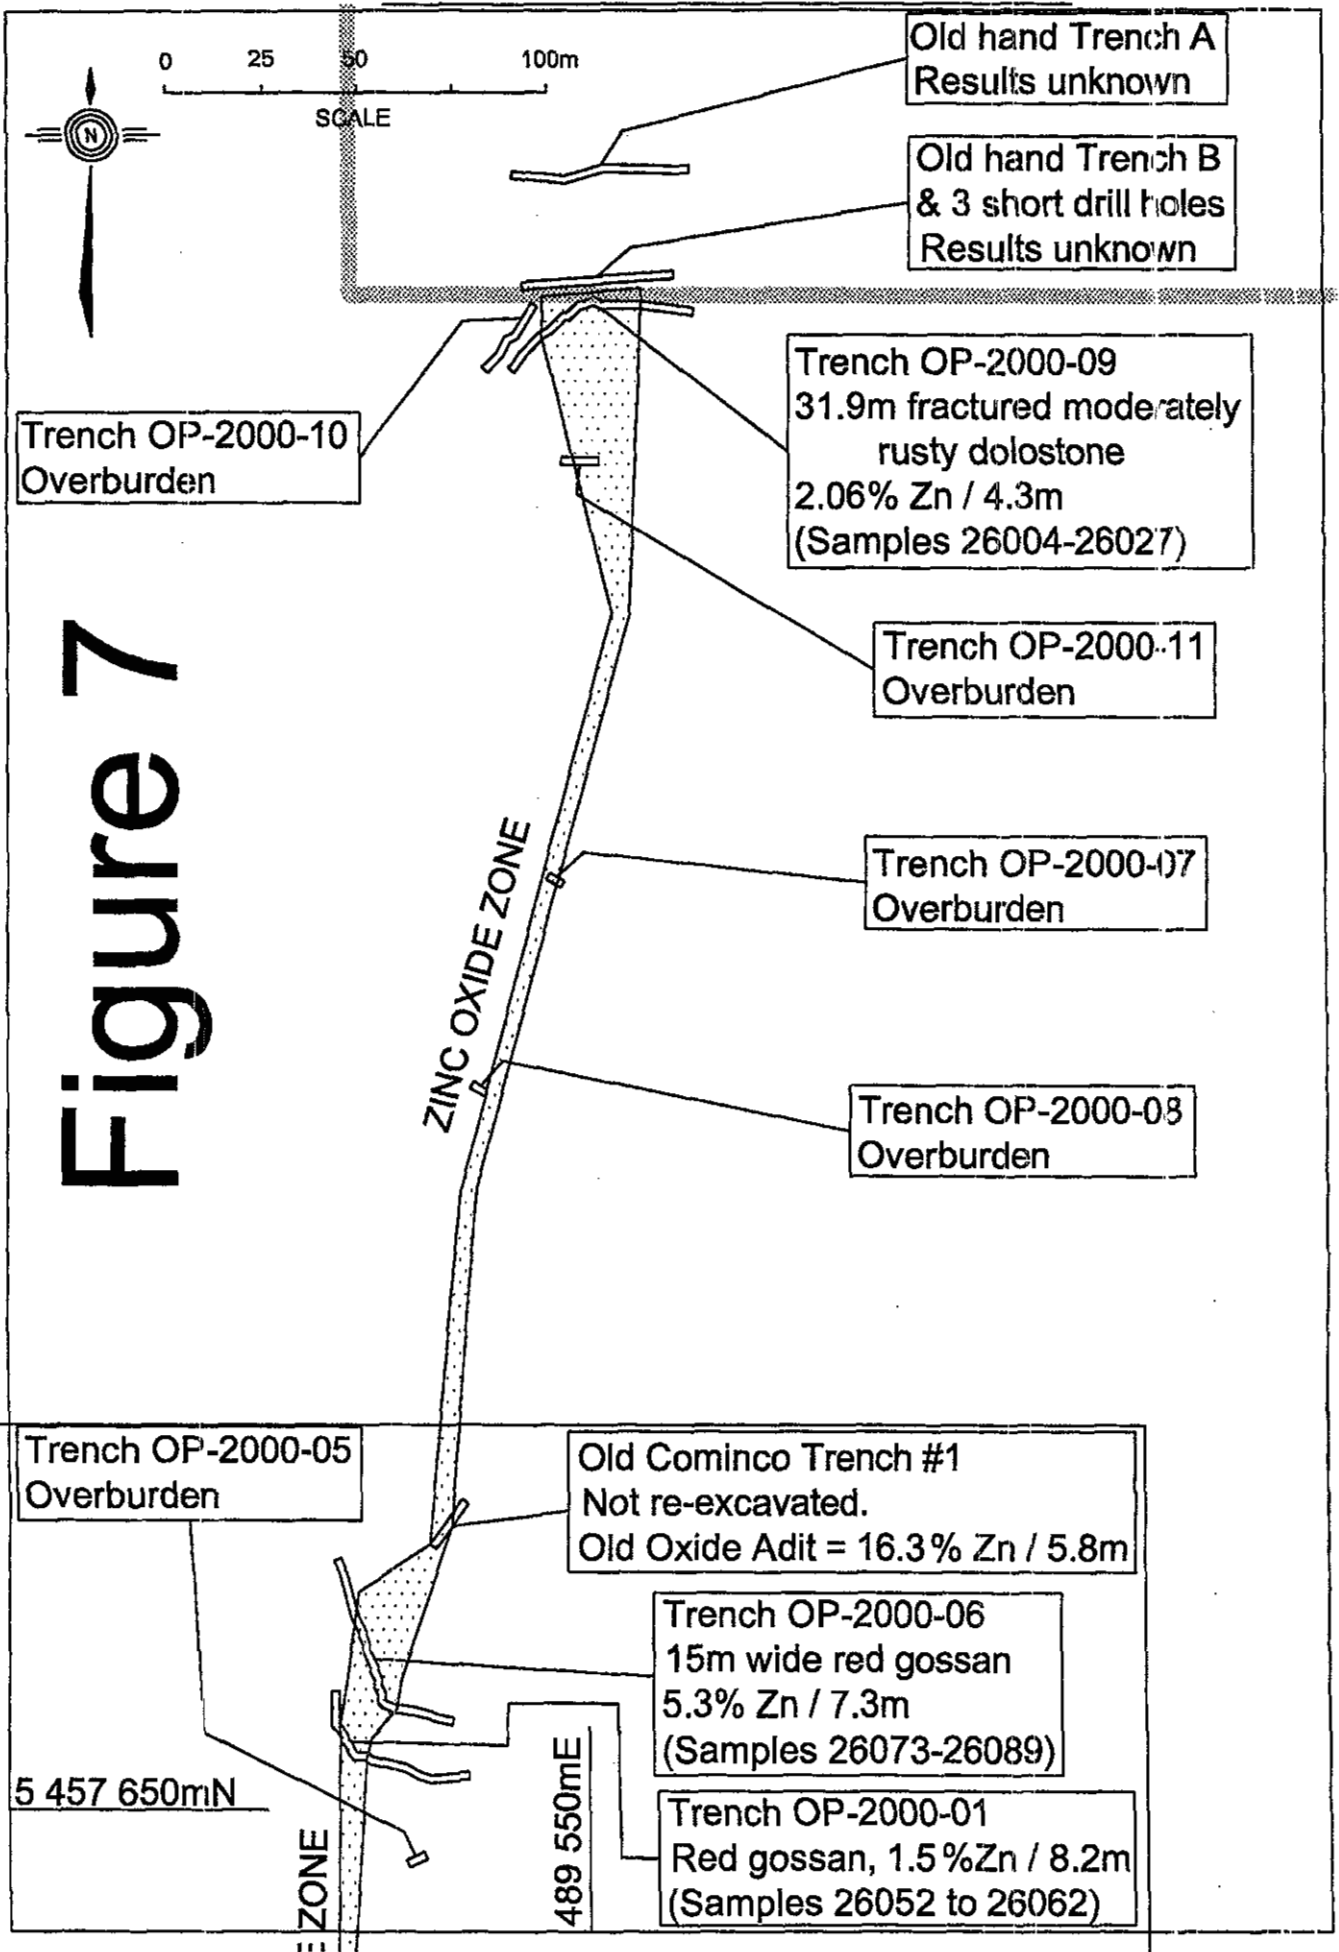 0 25 50 100m
SCALE
N
Old hand Trench A
Results unknown
Old hand Trench B
& 3 short drill holes
Results unknown
Trench OP-2000-09
31.9m fractured moderately
rusty dolostone
2.06% Zn / 4.3m
(Samples 26004-26027)
Trench OP-2000-10
Overburden
Trench OP-2000-11
Overburden
Figure 7
Trench OP-2000-07
Overburden
ZINC OXIDE ZONE
Trench OP-2000-08
Overburden
Trench OP-2000-05
Overburden
Old Cominco Trench #1
Not re-excavated.
Old Oxide Adit = 16.3% Zn / 5.8m
Trench OP-2000-06
15m wide red gossan
5.3% Zn / 7.3m
(Samples 26073-26089)
5 457 650mN
489 550mE
Trench OP-2000-01
Red gossan, 1.5%Zn / 8.2m
(Samples 26052 to 26062)
E ZONE